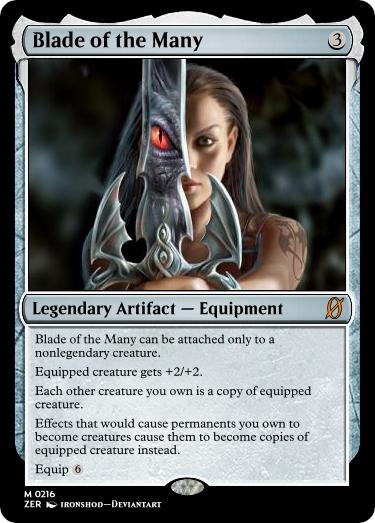 Blade of the Many 3
Legendary Artifact — Equipment
Blade of the Many can be attached only to a
nonlegendary creature.
Equipped creature gets +2/+2.
Each other creature you own is a copy of equipped
creature.
Effects that would cause permanents you own to
become creatures cause them to become copies of
equipped creature instead.
Equip 6
M 0216
ZER IRONSHOD—DEVIANTART